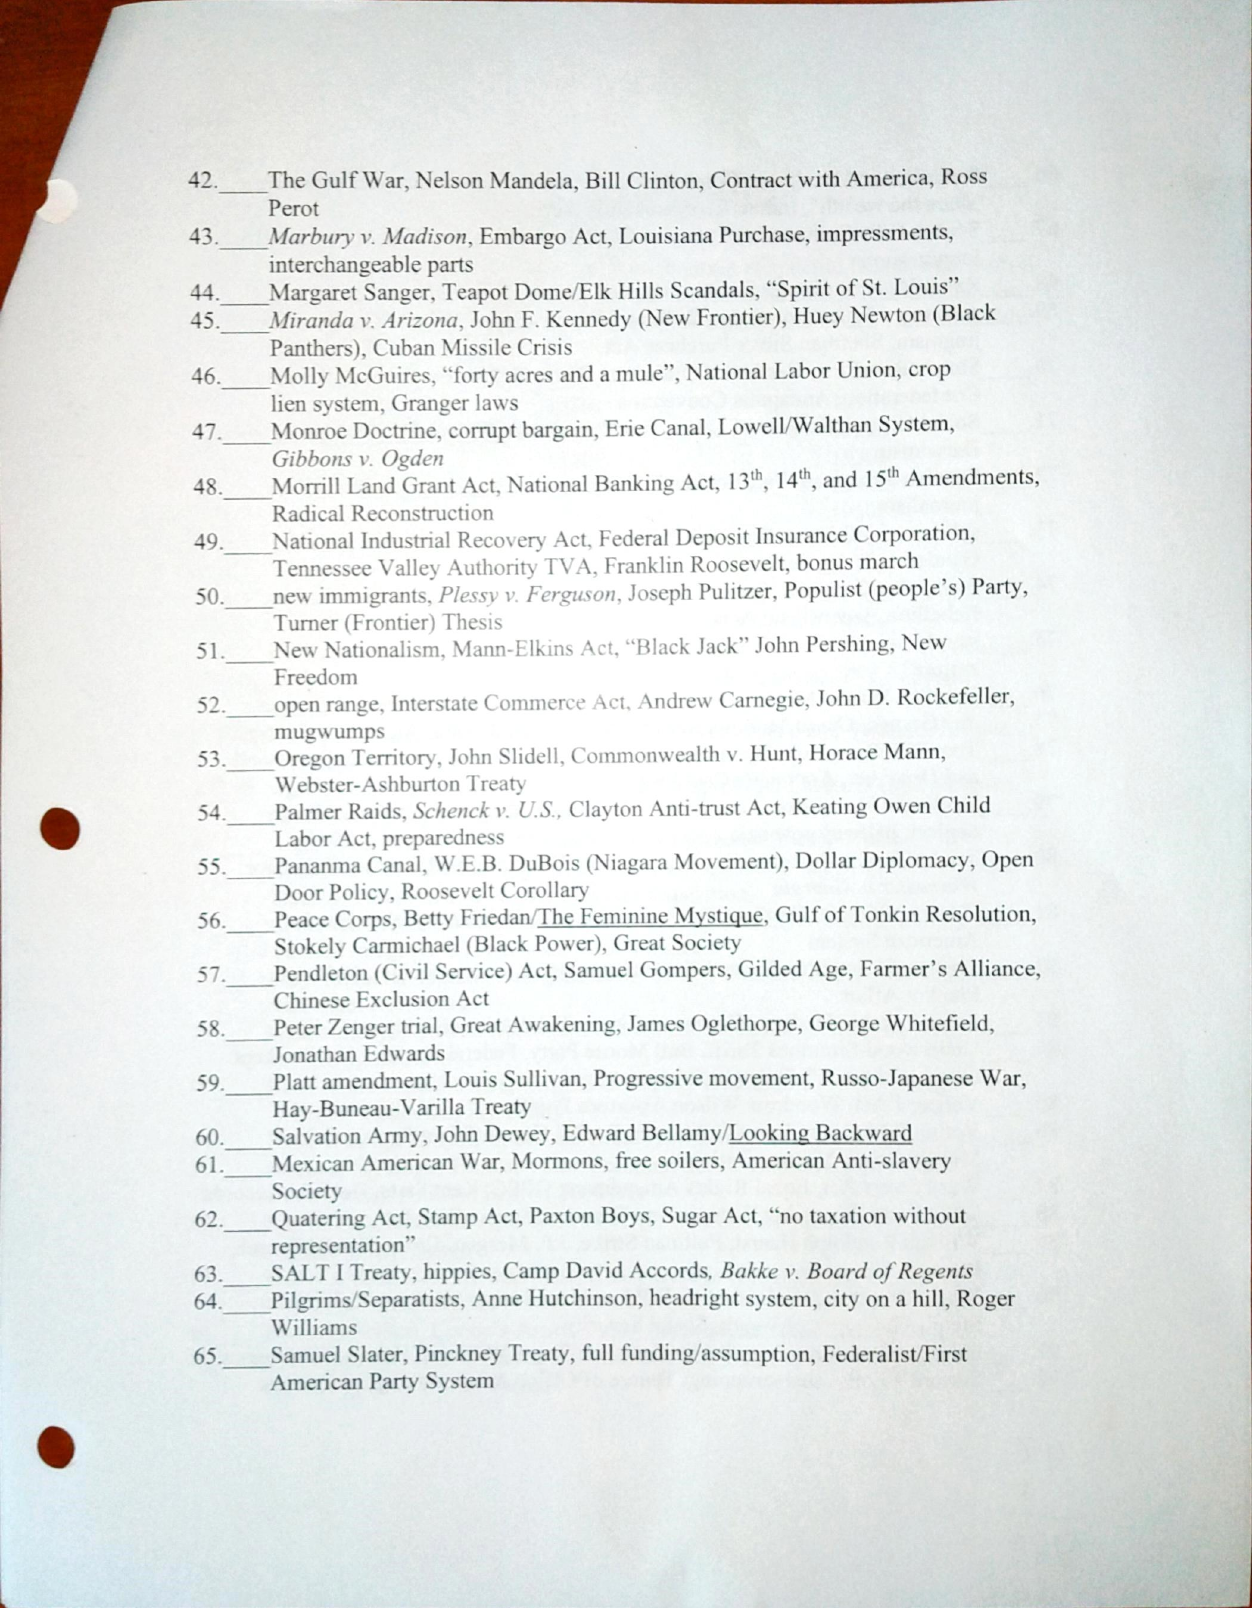 42.____The Gulf War, Nelson Mandela, Bill Clinton, Contract with America, Ross
Perot
43.____Marbury v. Madison, Embargo Act, Louisiana Purchase, impressments,
interchangeable parts
44.____Margaret Sanger, Teapot Dome/Elk Hills Scandals, “Spirit of St. Louis”
45.____Miranda v. Arizona, John F. Kennedy (New Frontier), Huey Newton (Black
Panthers), Cuban Missile Crisis
46.____Molly McGuires, “forty acres and a mule”, National Labor Union, crop
lien system, Granger laws
47.____Monroe Doctrine, corrupt bargain, Erie Canal, Lowell/Walthan System,
Gibbons v. Ogden
48.____Morrill Land Grant Act, National Banking Act, 13th, 14th, and 15th Amendments,
Radical Reconstruction
49.____National Industrial Recovery Act, Federal Deposit Insurance Corporation,
Tennessee Valley Authority TVA, Franklin Roosevelt, bonus march
50.____new immigrants, Plessy v. Ferguson, Joseph Pulitzer, Populist (people’s) Party,
Turner (Frontier) Thesis
51.____New Nationalism, Mann-Elkins Act, “Black Jack” John Pershing, New
Freedom
52.____open range, Interstate Commerce Act, Andrew Carnegie, John D. Rockefeller,
mugwumps
53.____Oregon Territory, John Slidell, Commonwealth v. Hunt, Horace Mann,
Webster-Ashburton Treaty
54.____Palmer Raids, Schenck v. U.S., Clayton Anti-trust Act, Keating Owen Child
Labor Act, preparedness
55.____Pananma Canal, W.E.B. DuBois (Niagara Movement), Dollar Diplomacy, Open
Door Policy, Roosevelt Corollary
56.____Peace Corps, Betty Friedan/The Feminine Mystique, Gulf of Tonkin Resolution,
Stokely Carmichael (Black Power), Great Society
57.____Pendleton (Civil Service) Act, Samuel Gompers, Gilded Age, Farmer’s Alliance,
Chinese Exclusion Act
58.____Peter Zenger trial, Great Awakening, James Oglethorpe, George Whitefield,
Jonathan Edwards
59.____Platt amendment, Louis Sullivan, Progressive movement, Russo-Japanese War,
Hay-Buneau-Varilla Treaty
60.____Salvation Army, John Dewey, Edward Bellamy/Looking Backward
61.____Mexican American War, Mormons, free soilers, American Anti-slavery
Society
62.____Quatering Act, Stamp Act, Paxton Boys, Sugar Act, “no taxation without
representation”
63.____SALT I Treaty, hippies, Camp David Accords, Bakke v. Board of Regents
64.____Pilgrims/Separatists, Anne Hutchinson, headright system, city on a hill, Roger
Williams
65.____Samuel Slater, Pinckney Treaty, full funding/assumption, Federalist/First
American Party System